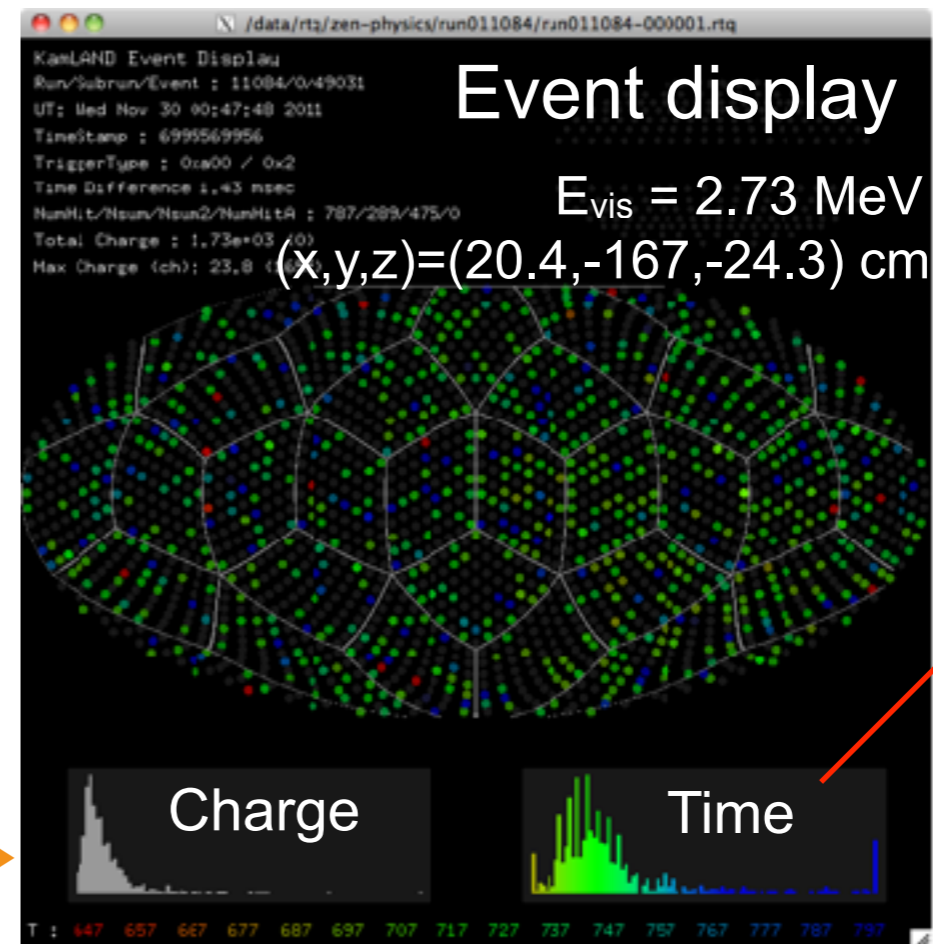 /data/rtq/zen-physics/run011084/run011084-000001.rtq
KamLAND Event Display
Run/Subrun/Event : 11084/0/49031
UT: Wed Nov 30 00:47:48 2011
TimeStamp : 6995569956
TriggerType : 0xa00 / 0x2
Time Difference 1.43 msec
NumHit/Nsum/Nsum2/NumHitA : 787/289/475/0
Total Charge : 1.73e+03 (0)
Max Charge (ch): 23.8
Event display
Evis = 2.73 MeV
(x,y,z)=(20.4,-167,-24.3) cm
Charge
Time
T : 647 657 667 677 687 697 707 717 727 737 747 757 767 777 787 797